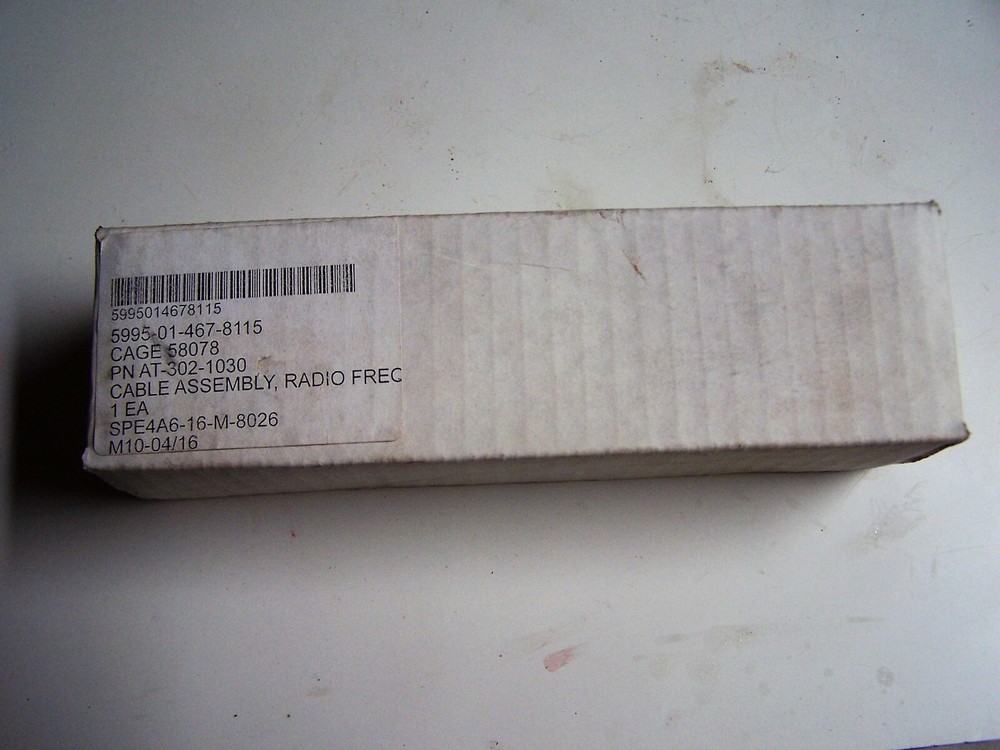 5995014678115
5995-01-467-8115
CAGE 58078
PN AT-302-1030
CABLE ASSEMBLY, RADIO FREC
1 EA
SPE4A6-16-M-8026
M10-04/16